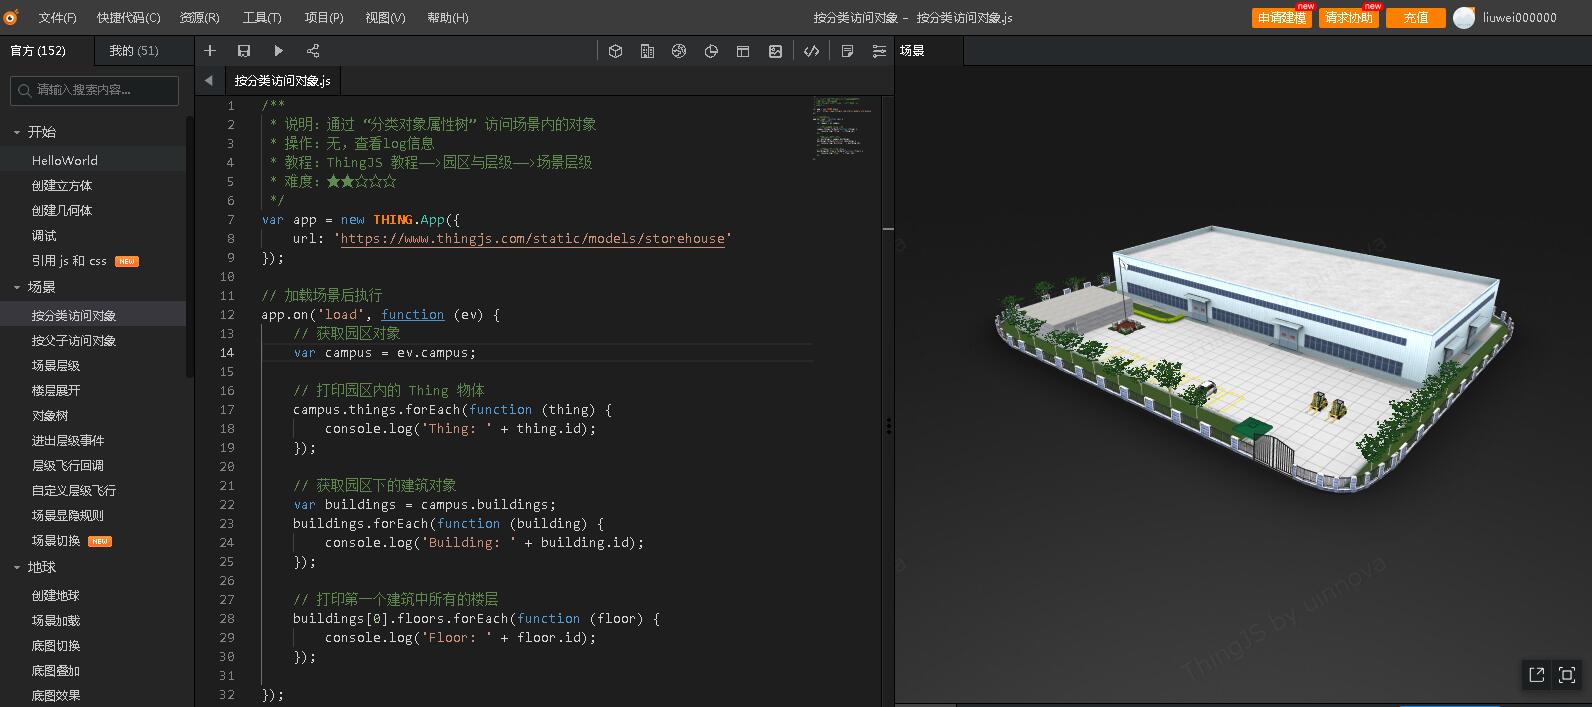 文件(F) 快捷代码(C) 资源(R) 工具(T) 项目(P) 视图(V) 帮助(H) 按分类访问对象 - 按分类访问对象.js 申请建模 new 请求协助 new 充值 liuwei000000
官方 (152) 我的 (51)
场景
请输入搜索内容...
按分类访问对象.js
开始
HelloWorld
创建立方体
创建几何体
调试
引用 js 和 css NEW
场景
按分类访问对象
按父子访问对象
场景层级
楼层展开
对象树
进出层级事件
层级飞行回调
自定义层级飞行
场景显隐规则
场景切换 NEW
地球
创建地球
场景加载
底图切换
底图叠加
底图效果
1 /**
2 * 说明：通过 “分类对象属性树” 访问场景内的对象
3 * 操作：无，查看log信息
4 * 教程：ThingJS 教程——>园区与层级——>场景层级
5 * 难度：★★☆☆☆
6 */
7 var app = new THING.App({
8 url: 'https://www.thingjs.com/static/models/storehouse'
9 });
10
11 // 加载场景后执行
12 app.on('load', function (ev) {
13 // 获取园区对象
14 var campus = ev.campus;
15
16 // 打印园区内的 Thing 物体
17 campus.things.forEach(function (thing) {
18 console.log('Thing: ' + thing.id);
19 });
20
21 // 获取园区下的建筑对象
22 var buildings = campus.buildings;
23 buildings.forEach(function (building) {
24 console.log('Building: ' + building.id);
25 });
26
27 // 打印第一个建筑中所有的楼层
28 buildings[0].floors.forEach(function (floor) {
29 console.log('Floor: ' + floor.id);
30 });
31
32 });
ThingJS by uinnova